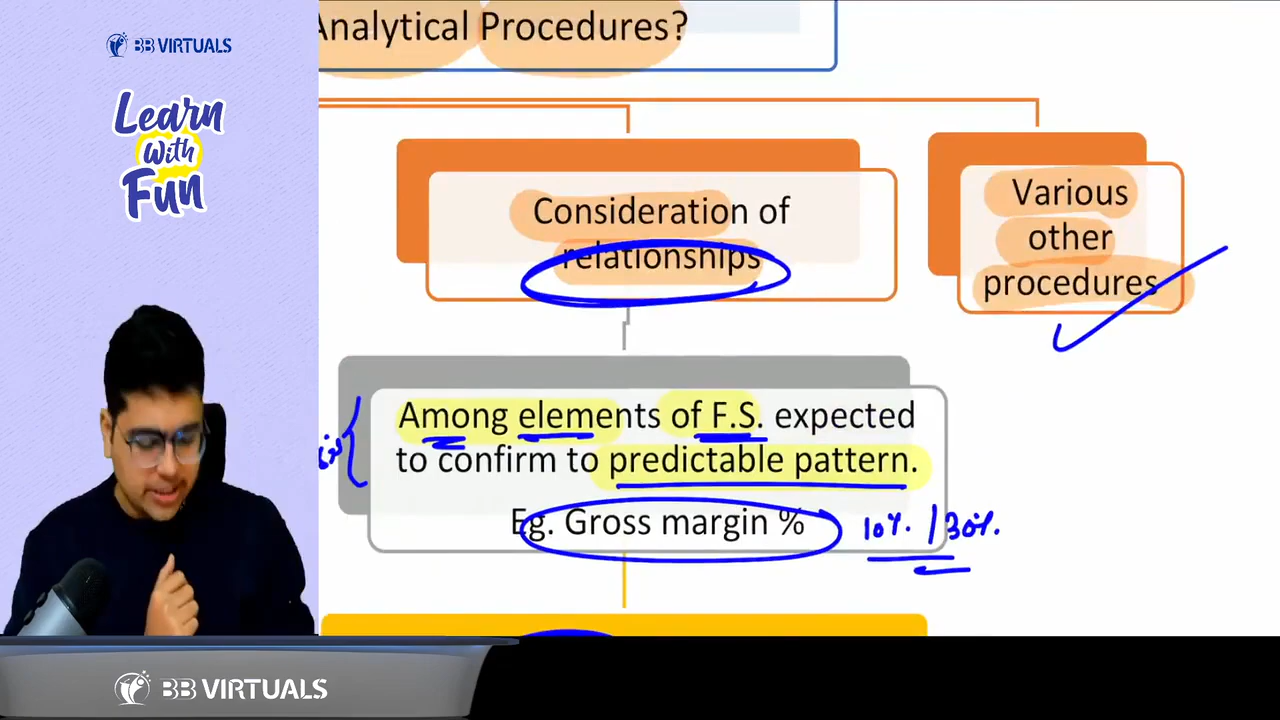 BB VIRTUALS
Learn
With
Fun
Analytical Procedures?
Consideration of
relationships
Various
other
procedures
Among elements of F.S. expected
to confirm to predictable pattern.
Eg. Gross margin %
10%. / 30%.
BB VIRTUALS